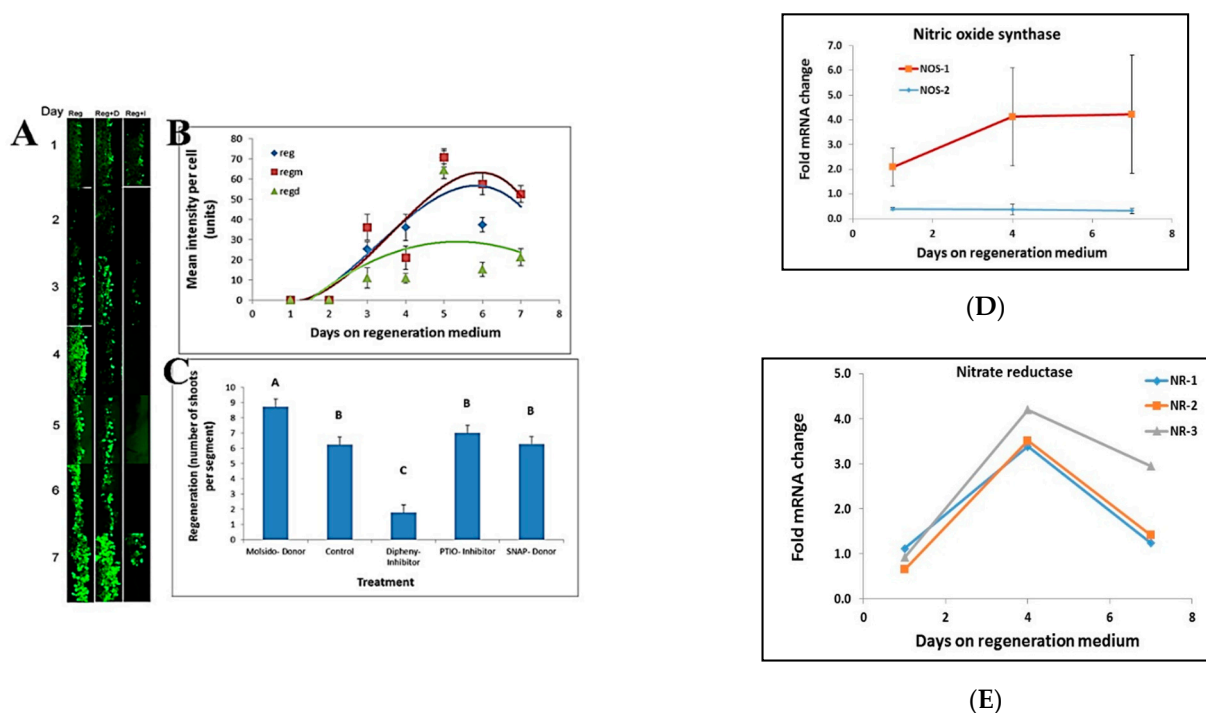 A
Day
Reg
Reg+D
Reg+I
1
2
3
4
5
6
7
B
reg
regm
regd
Mean intensity per cell
(units)
80
70
60
50
40
30
20
10
0
0 1 2 3 4 5 6 7 8
Days on regeneration medium
C
Regeneration (number of shoots
per segment)
10
9
8
7
6
5
4
3
2
1
0
A
B
C
B
B
Molsido- Donor
Control
Dipheny-
Inhibitor
PTIO- Inhibitor
SNAP- Donor
Treatment
Nitric oxide synthase
NOS-1
NOS-2
Fold mRNA change
7.0
6.0
5.0
4.0
3.0
2.0
1.0
0.0
0 2 4 6 8
Days on regeneration medium
(D)
Nitrate reductase
NR-1
NR-2
NR-3
Fold mRNA change
5.0
4.0
3.0
2.0
1.0
0.0
0 2 4 6 8
Days on regeneration medium
(E)